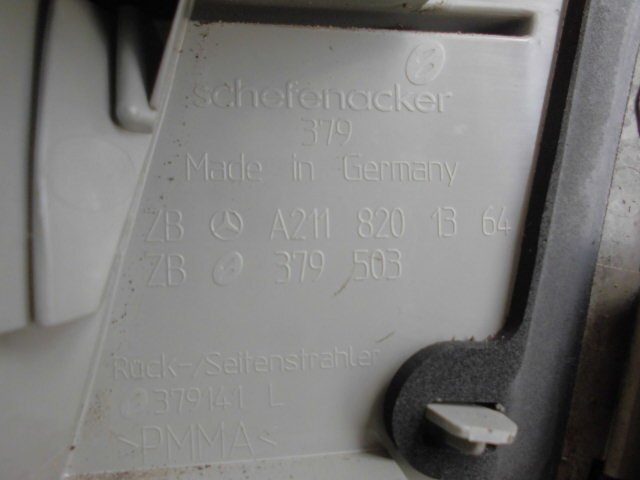 schefenacker
379
Made in Germany
ZB A211 820 13 64
ZB 379 503
Rück-/Seitenstrahler
379141 L
>PMMA<